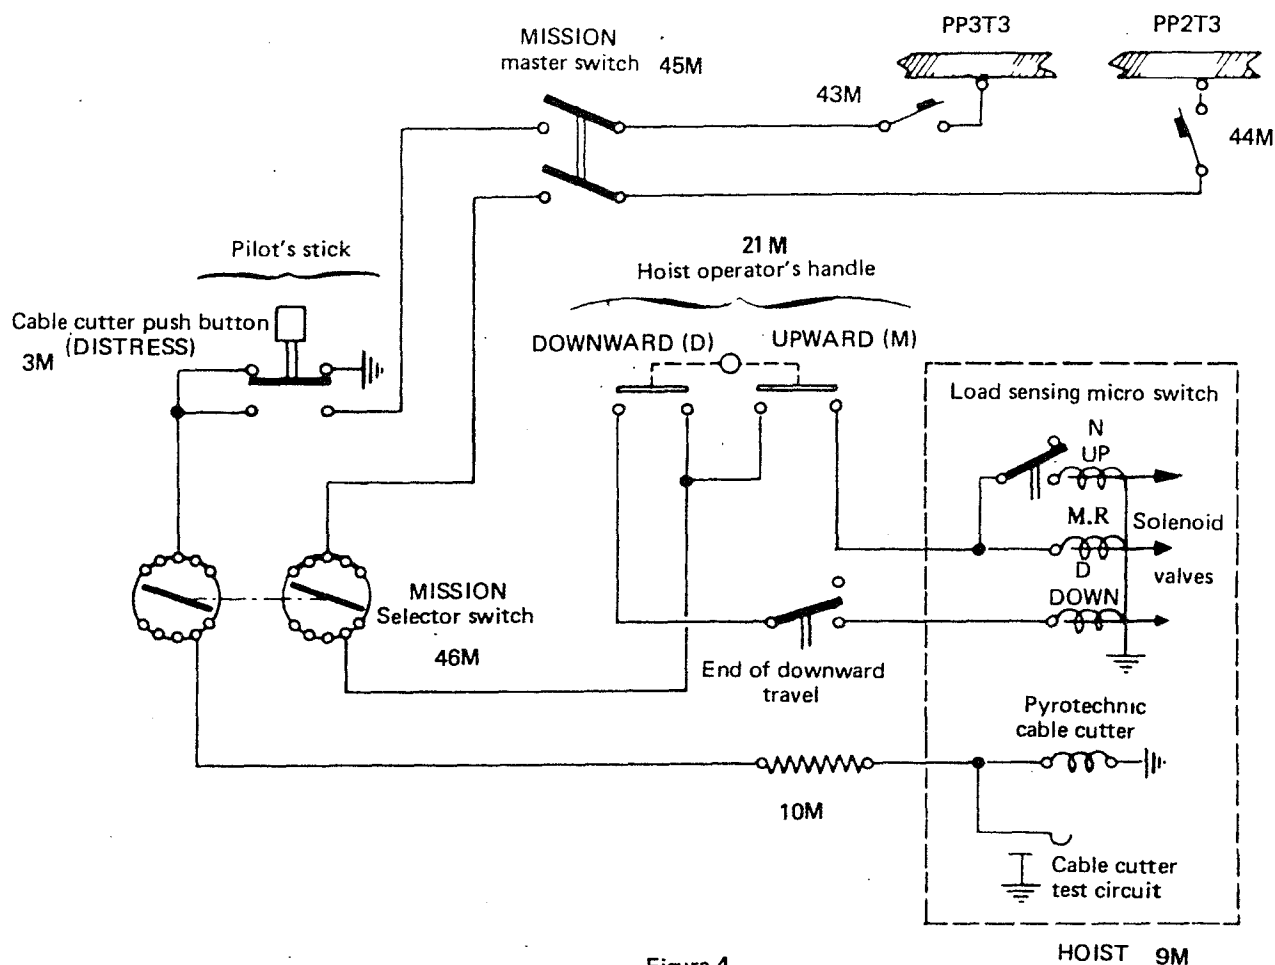 PP3T3
PP2T3
MISSION
master switch 45M
43M
44M
Pilot's stick
21 M
Hoist operator's handle
Cable cutter push button
(DISTRESS)
3M
DOWNWARD (D)
UPWARD (M)
Load sensing micro switch
N
UP
M.R
Solenoid
D
valves
DOWN
MISSION
Selector switch
46M
End of downward
travel
Pyrotechnic
cable cutter
10M
Cable cutter
test circuit
HOIST 9M
Figure 4